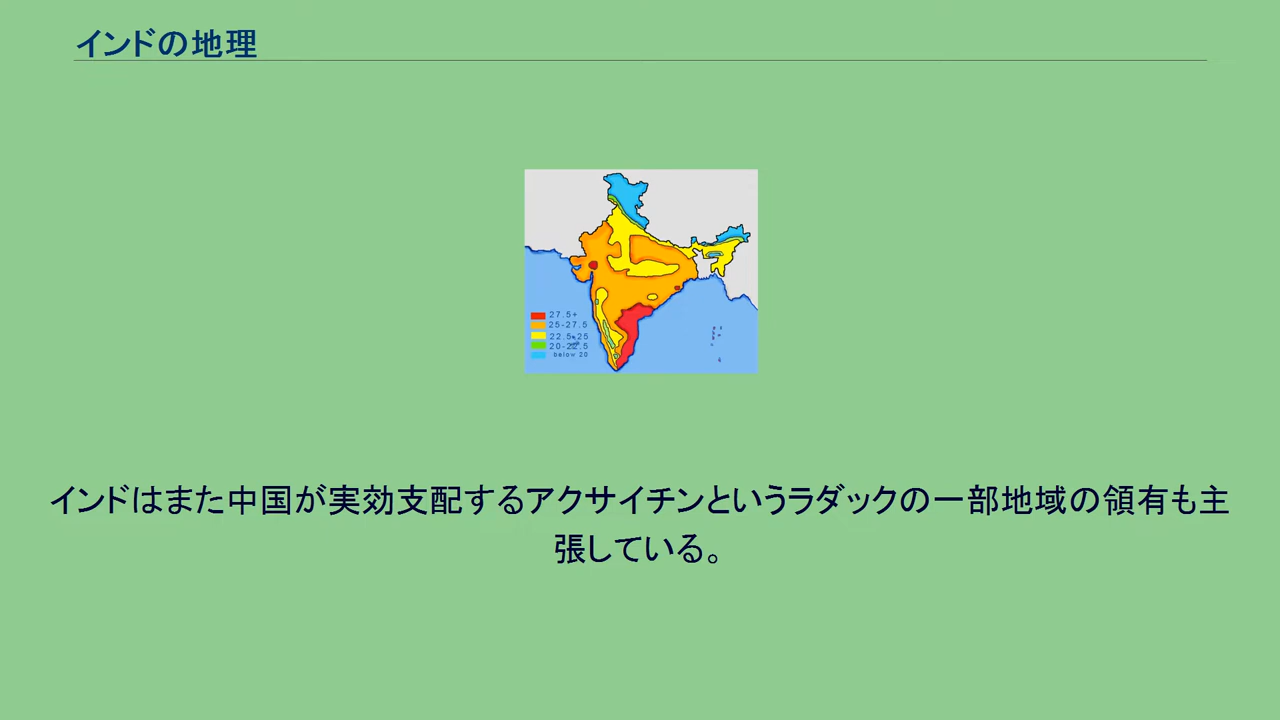 インドの地理
27.5+
25-27.5
22.5-25
20-22.5
below 20
インドはまた中国が実効支配するアクサイチンというラダックの一部地域の領有も主
張している。